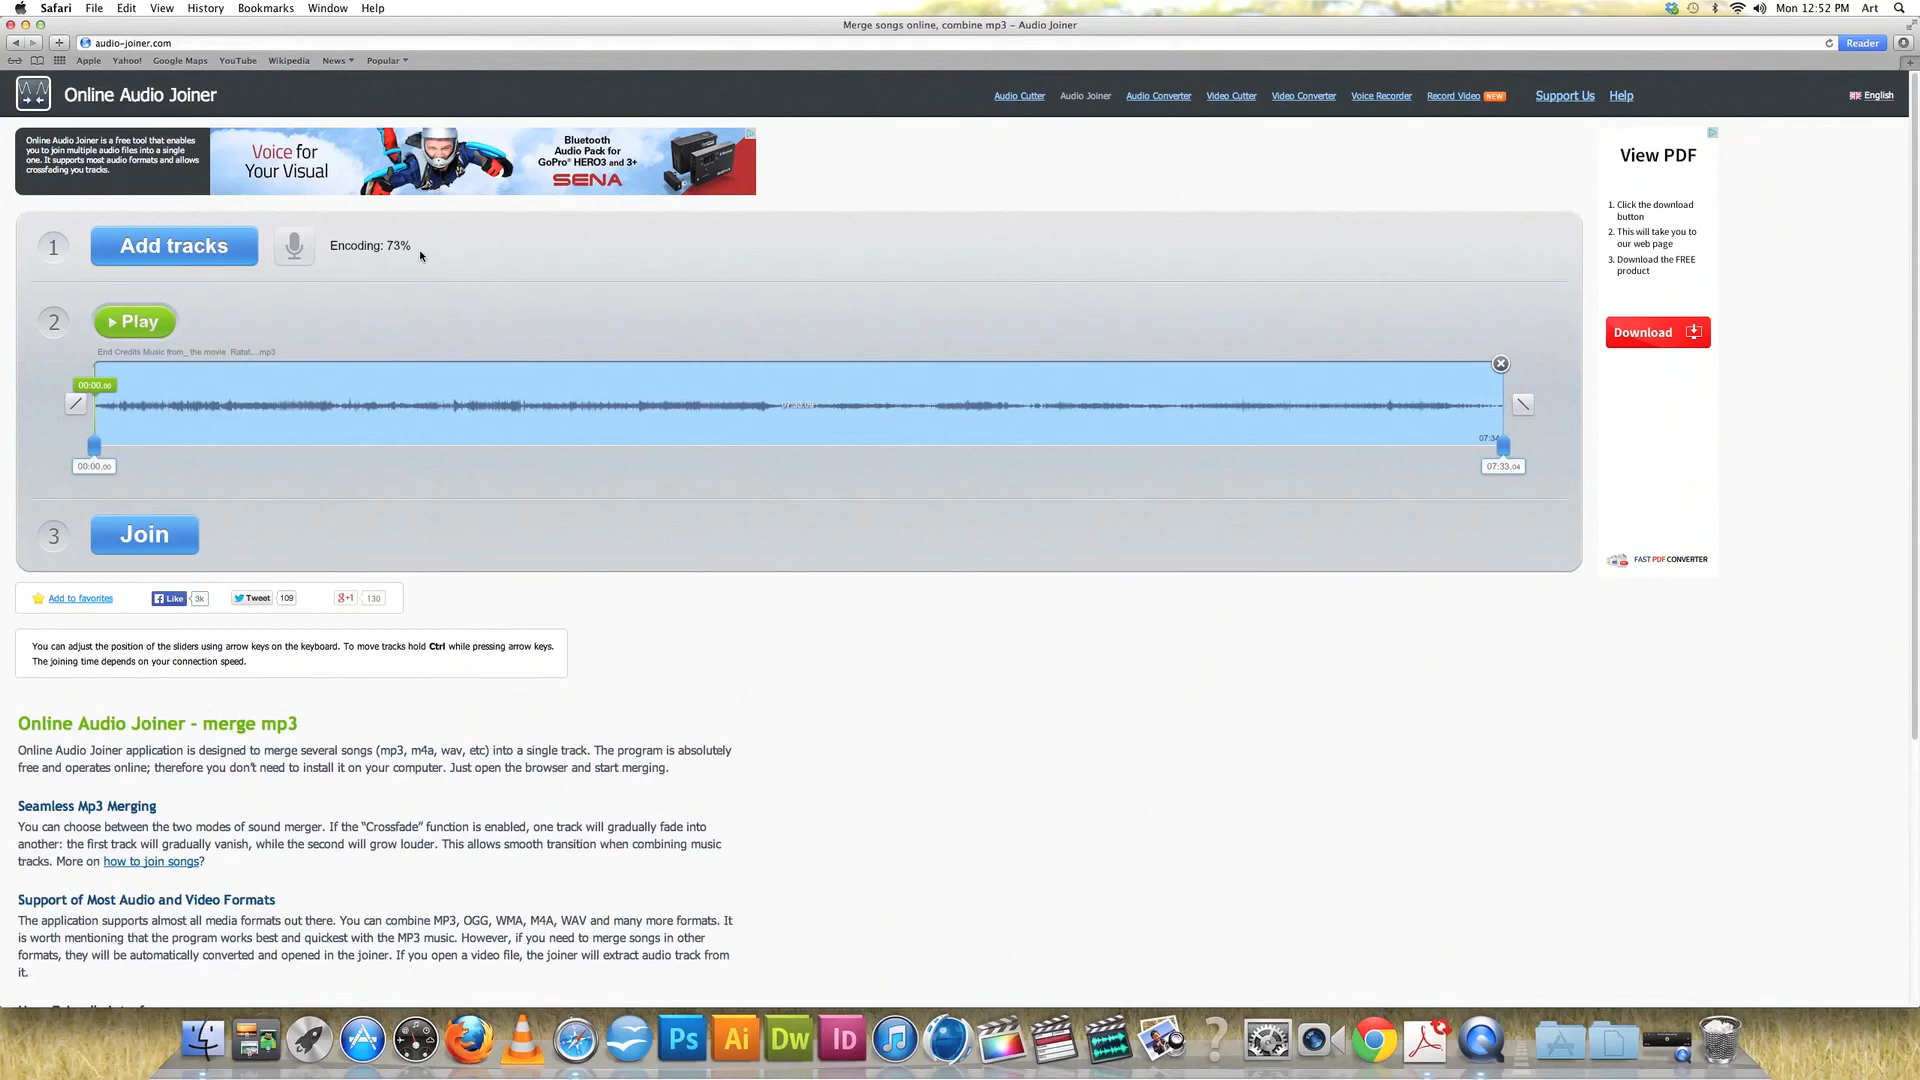 Safari File Edit View History Bookmarks Window Help
Mon 12:52 PM Art
Merge songs online, combine mp3 – Audio Joiner
audio-joiner.com
Reader
Apple Yahoo! Google Maps YouTube Wikipedia News Popular
Online Audio Joiner
Audio Cutter Audio Joiner Audio Converter Video Cutter Video Converter Voice Recorder Record Video NEW Support Us Help
English
Online Audio Joiner is a free tool that enables
you to join multiple audio files into a single
one. It supports most audio formats and allows
crossfading you tracks.
Voice for
Your Visual
Bluetooth
Audio Pack for
GoPro® HERO3 and 3+
SENA
View PDF
1. Click the download
button
2. This will take you to
our web page
3. Download the FREE
product
Download
FAST PDF CONVERTER
1 Add tracks Encoding: 73%
2 Play
End Credits Music from_ the movie Ratat....mp3
00:00.00
07:33.09
07:34
00:00.00
07:33.04
3 Join
Add to favorites Like 3k Tweet 109 g+1 130
You can adjust the position of the sliders using arrow keys on the keyboard. To move tracks hold Ctrl while pressing arrow keys.
The joining time depends on your connection speed.
Online Audio Joiner - merge mp3
Online Audio Joiner application is designed to merge several songs (mp3, m4a, wav, etc) into a single track. The program is absolutely
free and operates online; therefore you don't need to install it on your computer. Just open the browser and start merging.
Seamless Mp3 Merging
You can choose between the two modes of sound merger. If the “Crossfade” function is enabled, one track will gradually fade into
another: the first track will gradually vanish, while the second will grow louder. This allows smooth transition when combining music
tracks. More on how to join songs?
Support of Most Audio and Video Formats
The application supports almost all media formats out there. You can combine MP3, OGG, WMA, M4A, WAV and many more formats. It
is worth mentioning that the program works best and quickest with the MP3 music. However, if you need to merge songs in other
formats, they will be automatically converted and opened in the joiner. If you open a video file, the joiner will extract audio track from
it.
Ps Ai Dw Id ?